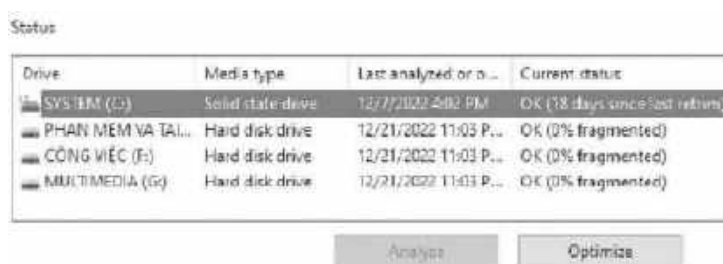 Status
Drive Media type Last analyzed or o... Current status
SYSTEM (C:) Solid state drive 12/7/2022 4:02 PM OK (18 days since last retrim
PHAN MEM VA TAI... Hard disk drive 12/21/2022 11:03 P... OK (0% fragmented)
CÔNG VIỆC (F:) Hard disk drive 12/21/2022 11:03 P... OK (0% fragmented)
MULTIMEDIA (G:) Hard disk drive 12/21/2022 11:03 P... OK (0% fragmented)
Analyze Optimize